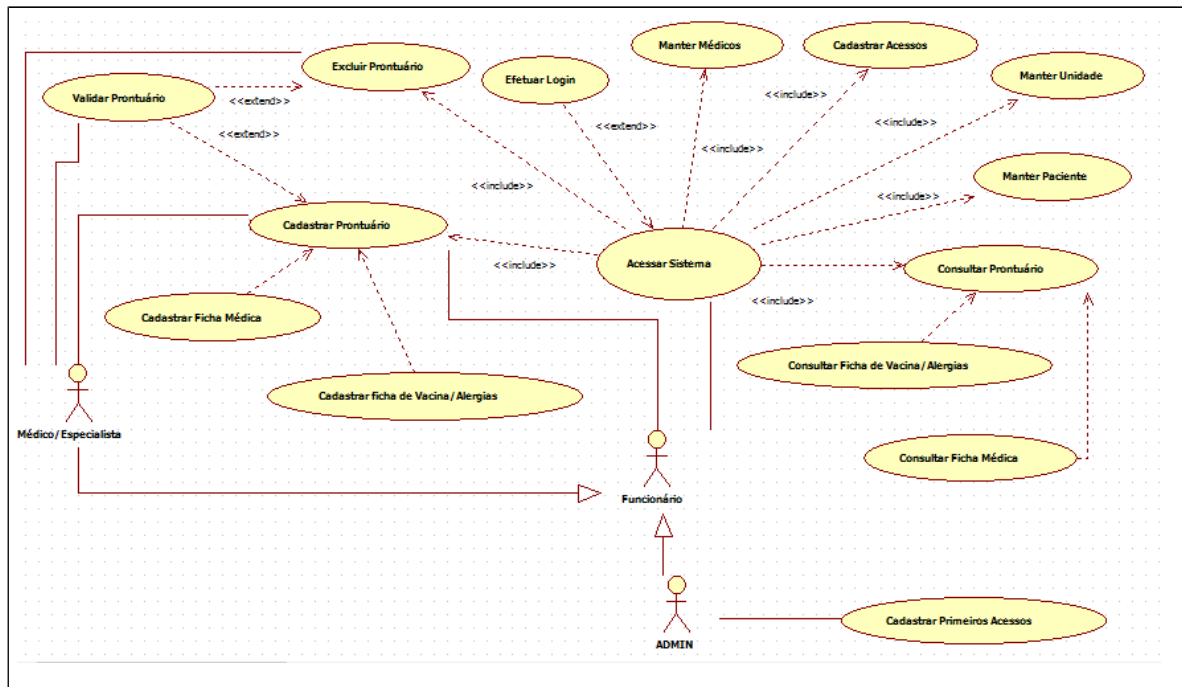 Manter Médicos
Cadastrar Acessos
Excluir Prontuário
Efetuar Login
Manter Unidade
Validar Prontuário
<<extend>>
<<include>>
<<extend>>
<<include>>
<<extend>>
<<include>>
<<include>>
Manter Paciente
<<include>>
Cadastrar Prontuário
<<include>>
Acessar Sistema
Consultar Prontuário
<<include>>
Cadastrar Ficha Médica
Consultar Ficha de Vacina/Alergias
Cadastrar ficha de Vacina/Alergias
Médico/Especialista
Consultar Ficha Médica
Funcionário
Cadastrar Primeiros Acessos
ADMIN